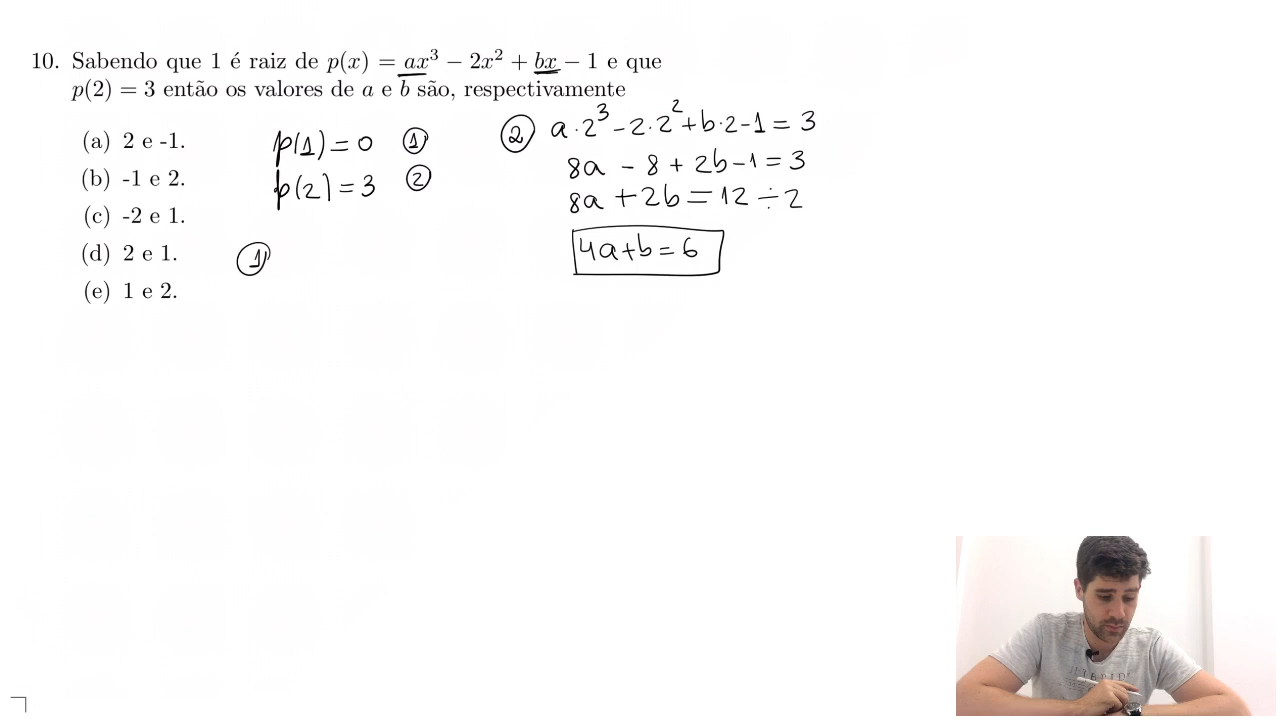 10. Sabendo que 1 é raiz de p(x) = ax³ − 2x² + bx − 1 e que
p(2) = 3 então os valores de a e b são, respectivamente
(a) 2 e -1.
(b) -1 e 2.
(c) -2 e 1.
(d) 2 e 1.
(e) 1 e 2.
p(1) = 0 ①
p(2) = 3 ②
①
② a·2³ − 2·2² + b·2 − 1 = 3
8a − 8 + 2b − 1 = 3
8a + 2b = 12 ÷ 2
4a + b = 6